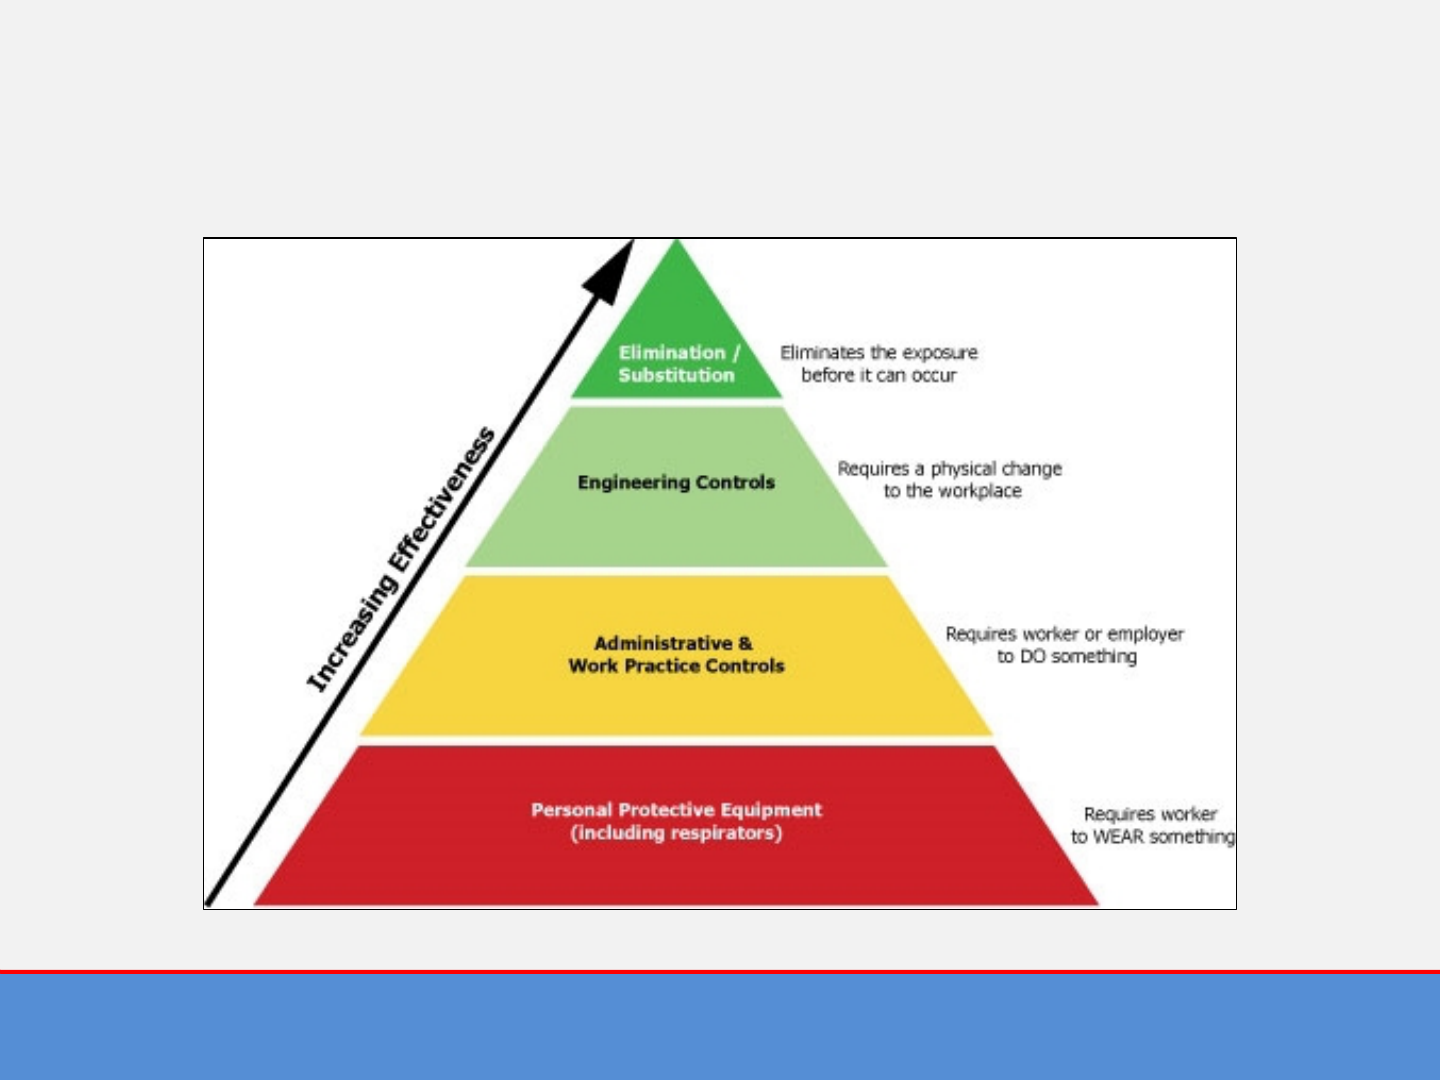 Elimination /
Substitution
Eliminates the exposure
before it can occur
Engineering Controls
Requires a physical change
to the workplace
Increasing Effectiveness
Administrative &
Work Practice Controls
Requires worker or employer
to DO something
Personal Protective Equipment
(including respirators)
Requires worker
to WEAR something